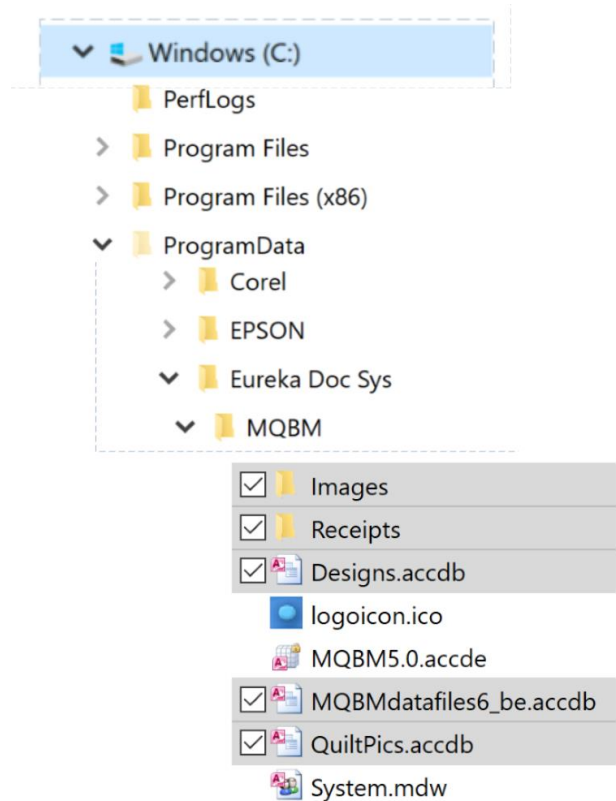 Windows (C:)
PerfLogs
Program Files
Program Files (x86)
ProgramData
Corel
EPSON
Eureka Doc Sys
MQBM
Images
Receipts
Designs.accdb
logoicon.ico
MQBM5.0.accde
MQBMdatafiles6_be.accdb
QuiltPics.accdb
System.mdw